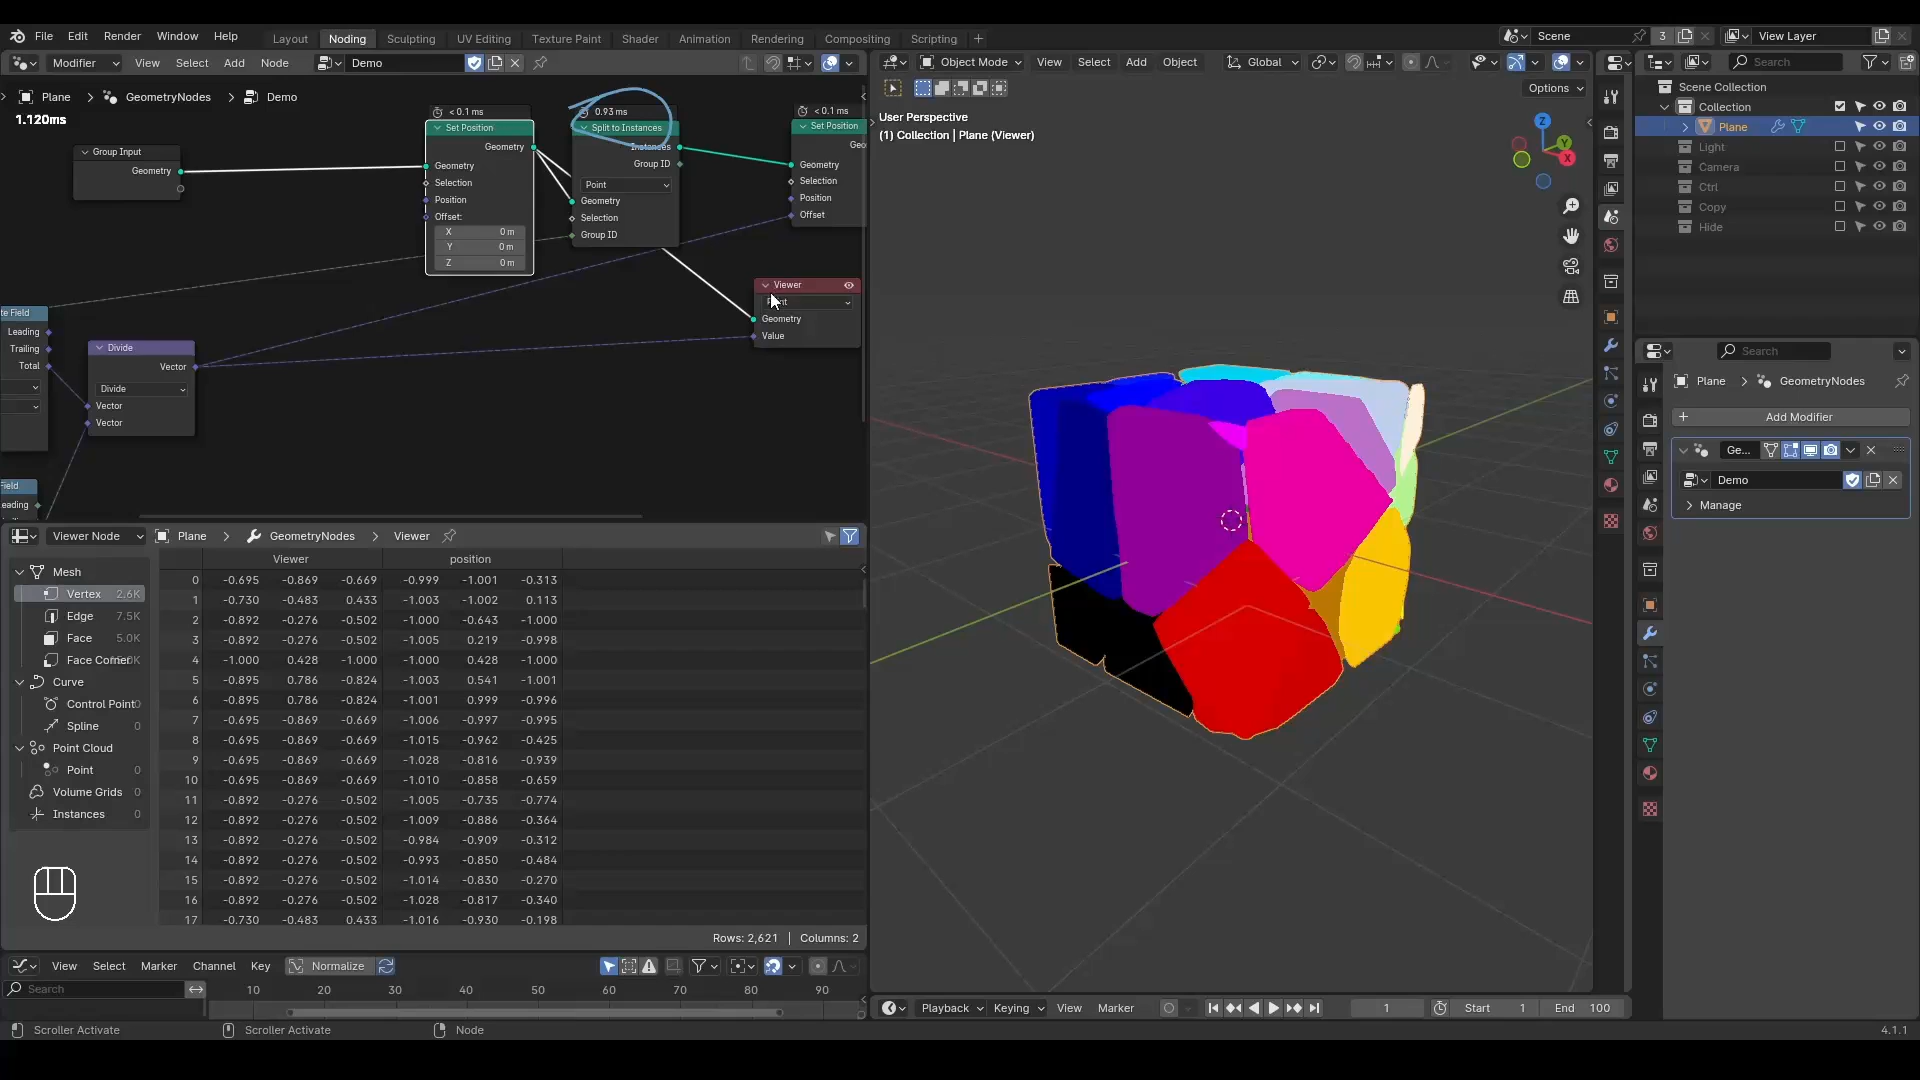 File Edit Render Window Help Layout Noding Sculpting UV Editing Texture Paint Shader Animation Rendering Compositing Scripting + Scene 3 View Layer
Modifier View Select Add Node Demo
Plane > GeometryNodes > Demo
1.120ms
Group Input
Geometry
< 0.1 ms
Set Position
Geometry
Geometry
Selection
Position
Offset:
X 0 m
Y 0 m
Z 0 m
0.93 ms
Split to Instances
Instances
Group ID
Point
Geometry
Selection
Group ID
< 0.1 ms
Set Position
Geo
Geometry
Selection
Position
Offset
Viewer
Geometry
Value
te Field
Leading
Trailing
Total
Divide
Vector
Divide
Vector
Vector
Field
eading
Object Mode View Select Add Object Global
Options
User Perspective
(1) Collection | Plane (Viewer)
Z
Y
X
Search
Scene Collection
Collection
Plane
Light
Camera
Ctrl
Copy
Hide
Search
Plane > GeometryNodes
+ Add Modifier
Ge...
Demo
Manage
Viewer Node Plane > GeometryNodes > Viewer
Mesh
Vertex 2.6K
Edge 7.5K
Face 5.0K
Face Corner
Curve
Control Point 0
Spline 0
Point Cloud
Point 0
Volume Grids 0
Instances 0
Viewer position
0 -0.695 -0.869 -0.669 -0.999 -1.001 -0.313
1 -0.730 -0.483 0.433 -1.003 -1.002 0.113
2 -0.892 -0.276 -0.502 -1.000 -0.643 -1.000
3 -0.892 -0.276 -0.502 -1.005 0.219 -0.998
4 -1.000 0.428 -1.000 -1.000 0.428 -1.000
5 -0.895 0.786 -0.824 -1.003 0.541 -1.001
6 -0.895 0.786 -0.824 -1.001 0.999 -0.996
7 -0.695 -0.869 -0.669 -1.006 -0.997 -0.995
8 -0.695 -0.869 -0.669 -1.015 -0.962 -0.425
9 -0.695 -0.869 -0.669 -1.028 -0.816 -0.939
10 -0.695 -0.869 -0.669 -1.010 -0.858 -0.659
11 -0.892 -0.276 -0.502 -1.005 -0.735 -0.774
12 -0.892 -0.276 -0.502 -1.009 -0.886 -0.364
13 -0.892 -0.276 -0.502 -0.984 -0.909 -0.312
14 -0.892 -0.276 -0.502 -0.993 -0.850 -0.484
15 -0.892 -0.276 -0.502 -1.014 -0.830 -0.270
16 -0.892 -0.276 -0.502 -1.028 -0.817 -0.340
17 -0.730 -0.483 0.433 -1.016 -0.930 -0.198
Rows: 2,621 | Columns: 2
View Select Marker Channel Key Normalize
Search
10 20 30 40 50 60 70 80 90
Playback Keying View Marker 1 Start 1 End 100
Scroller Activate Scroller Activate Node 4.1.1